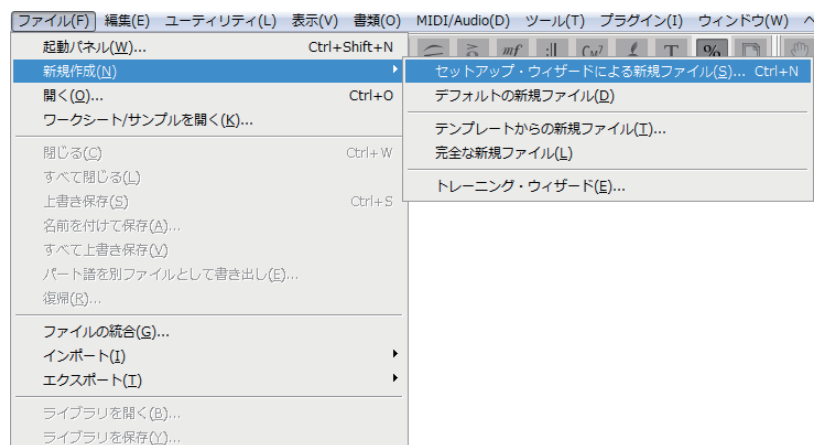 ファイル(F) 編集(E) ユーティリティ(L) 表示(V) 書類(O) MIDI/Audio(D) ツール(T) プラグイン(I) ウィンドウ(W)
mf CM7 T %
起動パネル(W)... Ctrl+Shift+N
新規作成(N)
セットアップ・ウィザードによる新規ファイル(S)... Ctrl+N
開く(O)... Ctrl+O
デフォルトの新規ファイル(D)
ワークシート/サンプルを開く(K)...
テンプレートからの新規ファイル(T)...
閉じる(C) Ctrl+W
完全な新規ファイル(L)
すべて閉じる(L)
トレーニング・ウィザード(E)...
上書き保存(S) Ctrl+S
名前を付けて保存(A)...
すべて上書き保存(V)
パート譜を別ファイルとして書き出し(E)...
復帰(R)...
ファイルの統合(G)...
インポート(I)
エクスポート(T)
ライブラリを開く(B)...
ライブラリを保存(Y)...